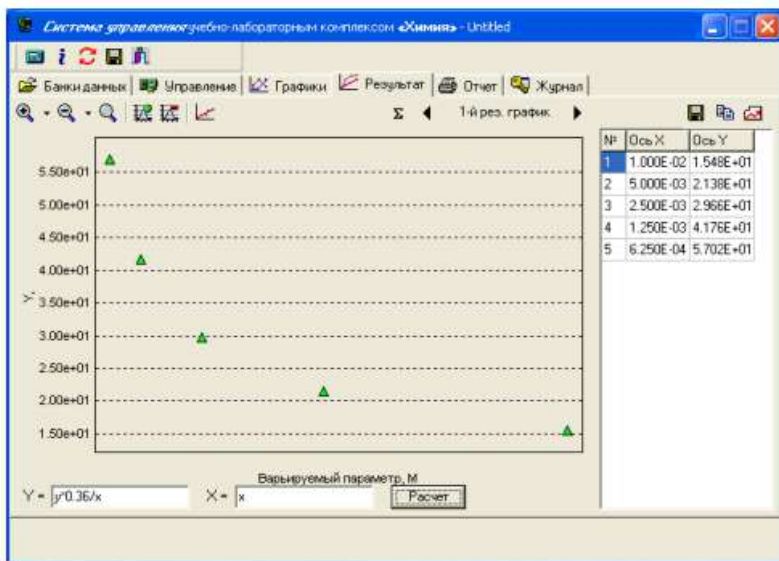 Система управления учебно-лабораторным комплексом «Химия» - Untitled
Банки данных Управление Графики Результат Отчет Журнал
Σ 1-й рез. график
№ Ось X Ось Y
1 1.000E-02 1.548E+01
2 5.000E-03 2.138E+01
3 2.500E-03 2.966E+01
4 1.250E-03 4.176E+01
5 6.250E-04 5.702E+01
5.50e+01
5.00e+01
4.50e+01
4.00e+01
Y,
3.50e+01
3.00e+01
2.50e+01
2.00e+01
1.50e+01
Варьируемый параметр, М
Y = y*0.36/x X = x Расчет